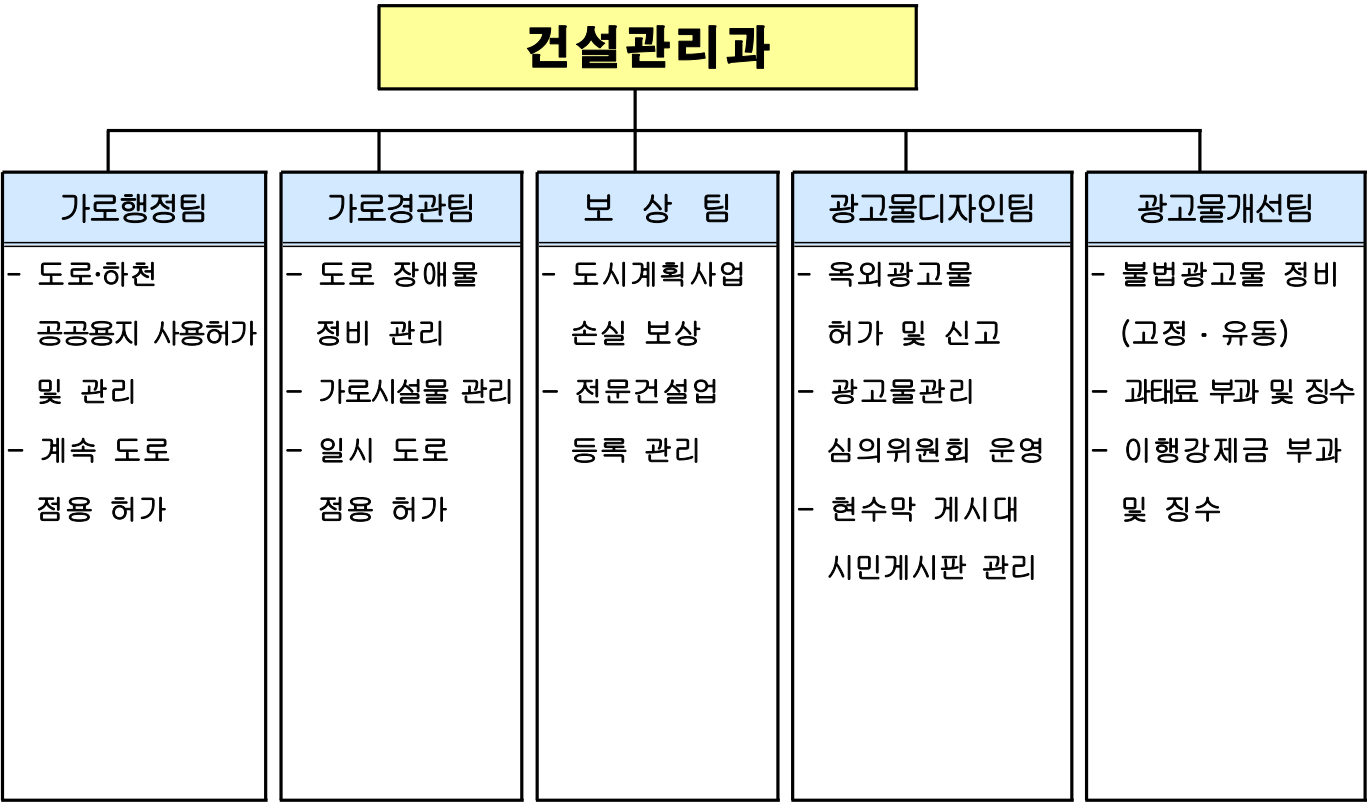 건설관리과
가로행정팀
- 도로·하천
공공용지 사용허가
및 관리
- 계속 도로
점용 허가
가로경관팀
- 도로 장애물
정비 관리
- 가로시설물 관리
- 일시 도로
점용 허가
보 상 팀
- 도시계획사업
손실 보상
- 전문건설업
등록 관리
광고물디자인팀
- 옥외광고물
허가 및 신고
- 광고물관리
심의위원회 운영
- 현수막 게시대
시민게시판 관리
광고물개선팀
- 불법광고물 정비
(고정 · 유동)
- 과태료 부과 및 징수
- 이행강제금 부과
및 징수